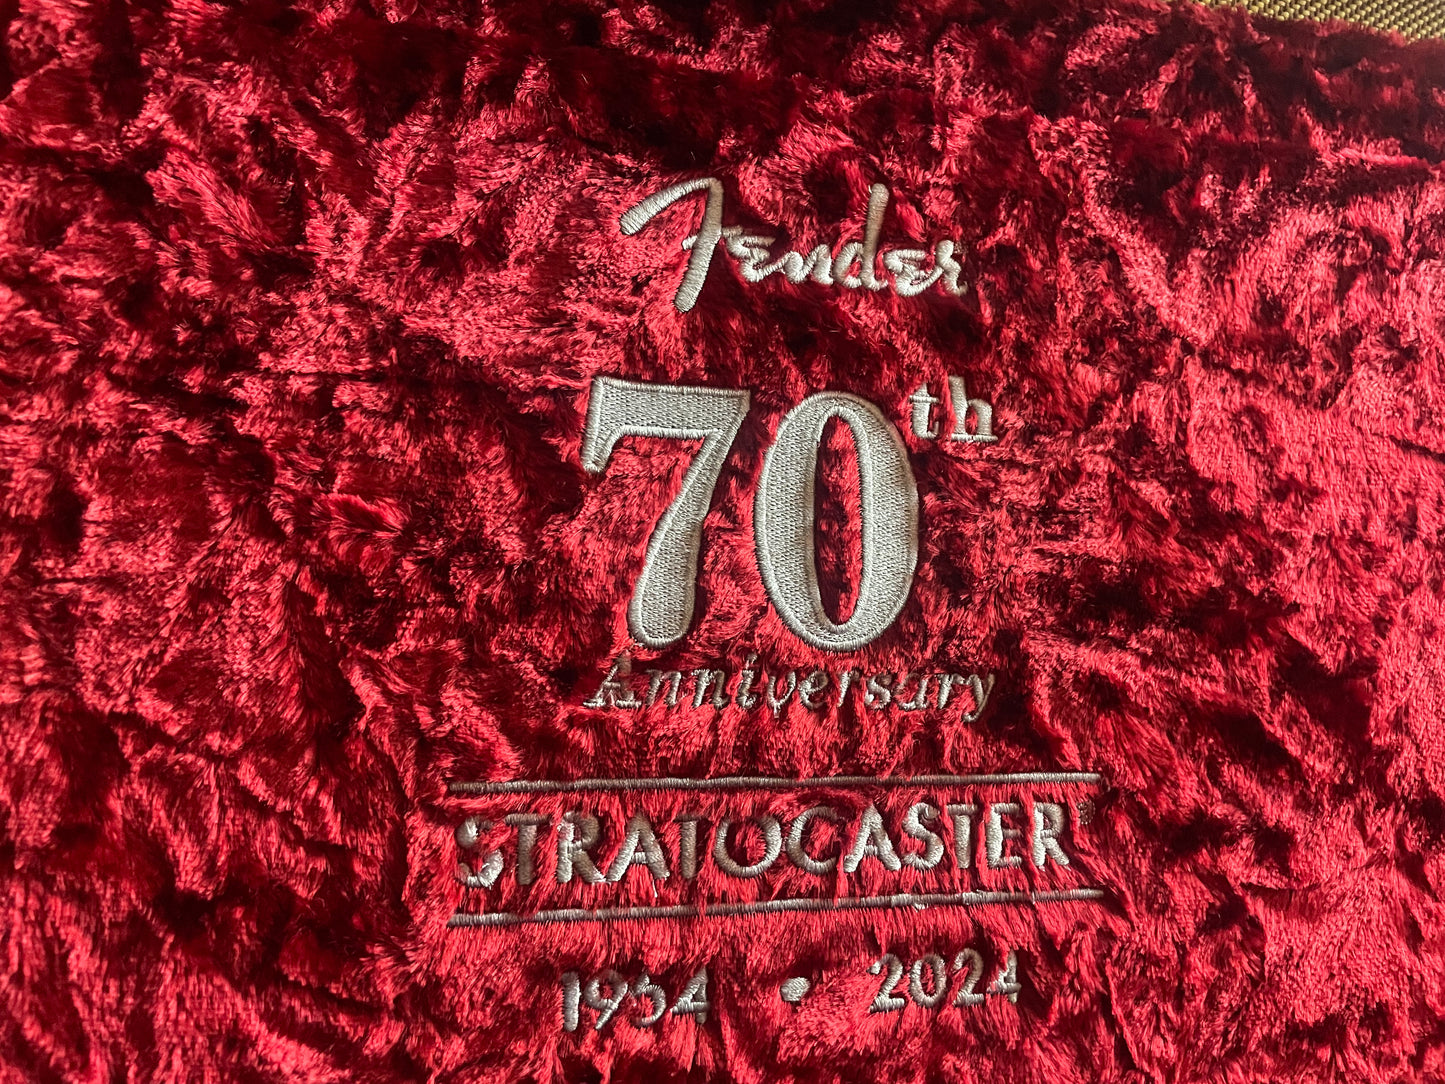 Fender
70th
Anniversary
STRATOCASTER®
1954 • 2024